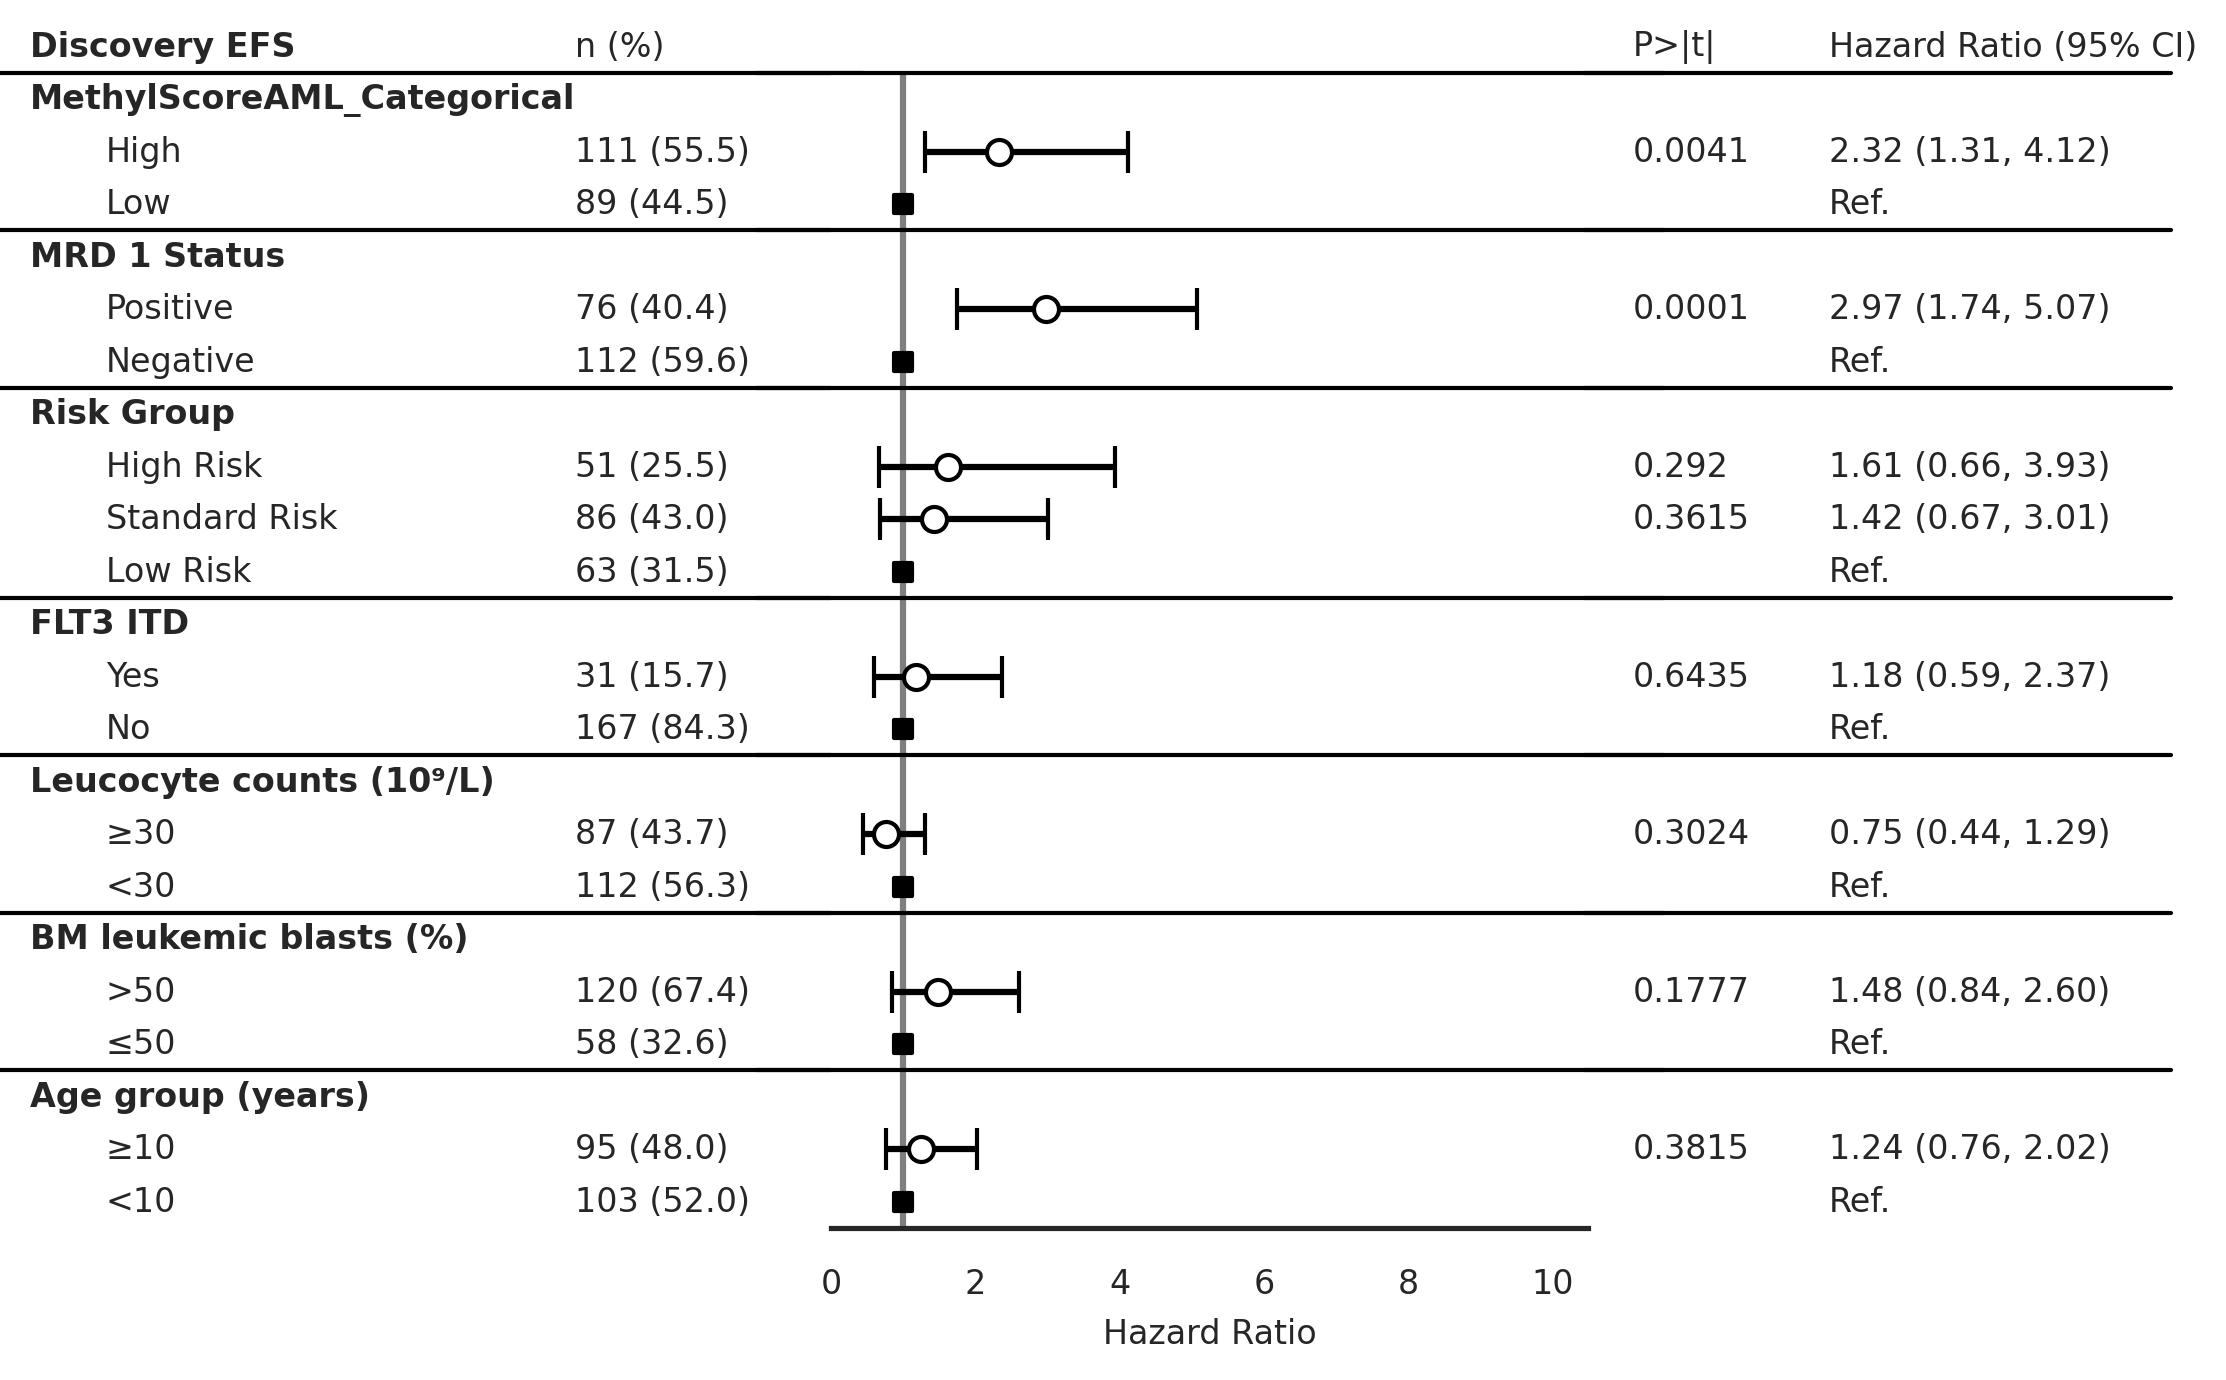 Discovery EFS n (%) P>|t| Hazard Ratio (95% CI)
MethylScoreAML_Categorical
High 111 (55.5) 0.0041 2.32 (1.31, 4.12)
Low 89 (44.5) Ref.
MRD 1 Status
Positive 76 (40.4) 0.0001 2.97 (1.74, 5.07)
Negative 112 (59.6) Ref.
Risk Group
High Risk 51 (25.5) 0.292 1.61 (0.66, 3.93)
Standard Risk 86 (43.0) 0.3615 1.42 (0.67, 3.01)
Low Risk 63 (31.5) Ref.
FLT3 ITD
Yes 31 (15.7) 0.6435 1.18 (0.59, 2.37)
No 167 (84.3) Ref.
Leucocyte counts (10⁹/L)
≥30 87 (43.7) 0.3024 0.75 (0.44, 1.29)
<30 112 (56.3) Ref.
BM leukemic blasts (%)
>50 120 (67.4) 0.1777 1.48 (0.84, 2.60)
≤50 58 (32.6) Ref.
Age group (years)
≥10 95 (48.0) 0.3815 1.24 (0.76, 2.02)
<10 103 (52.0) Ref.
0 2 4 6 8 10
Hazard Ratio